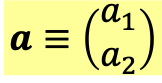 a ≡ (a₁
a₂)